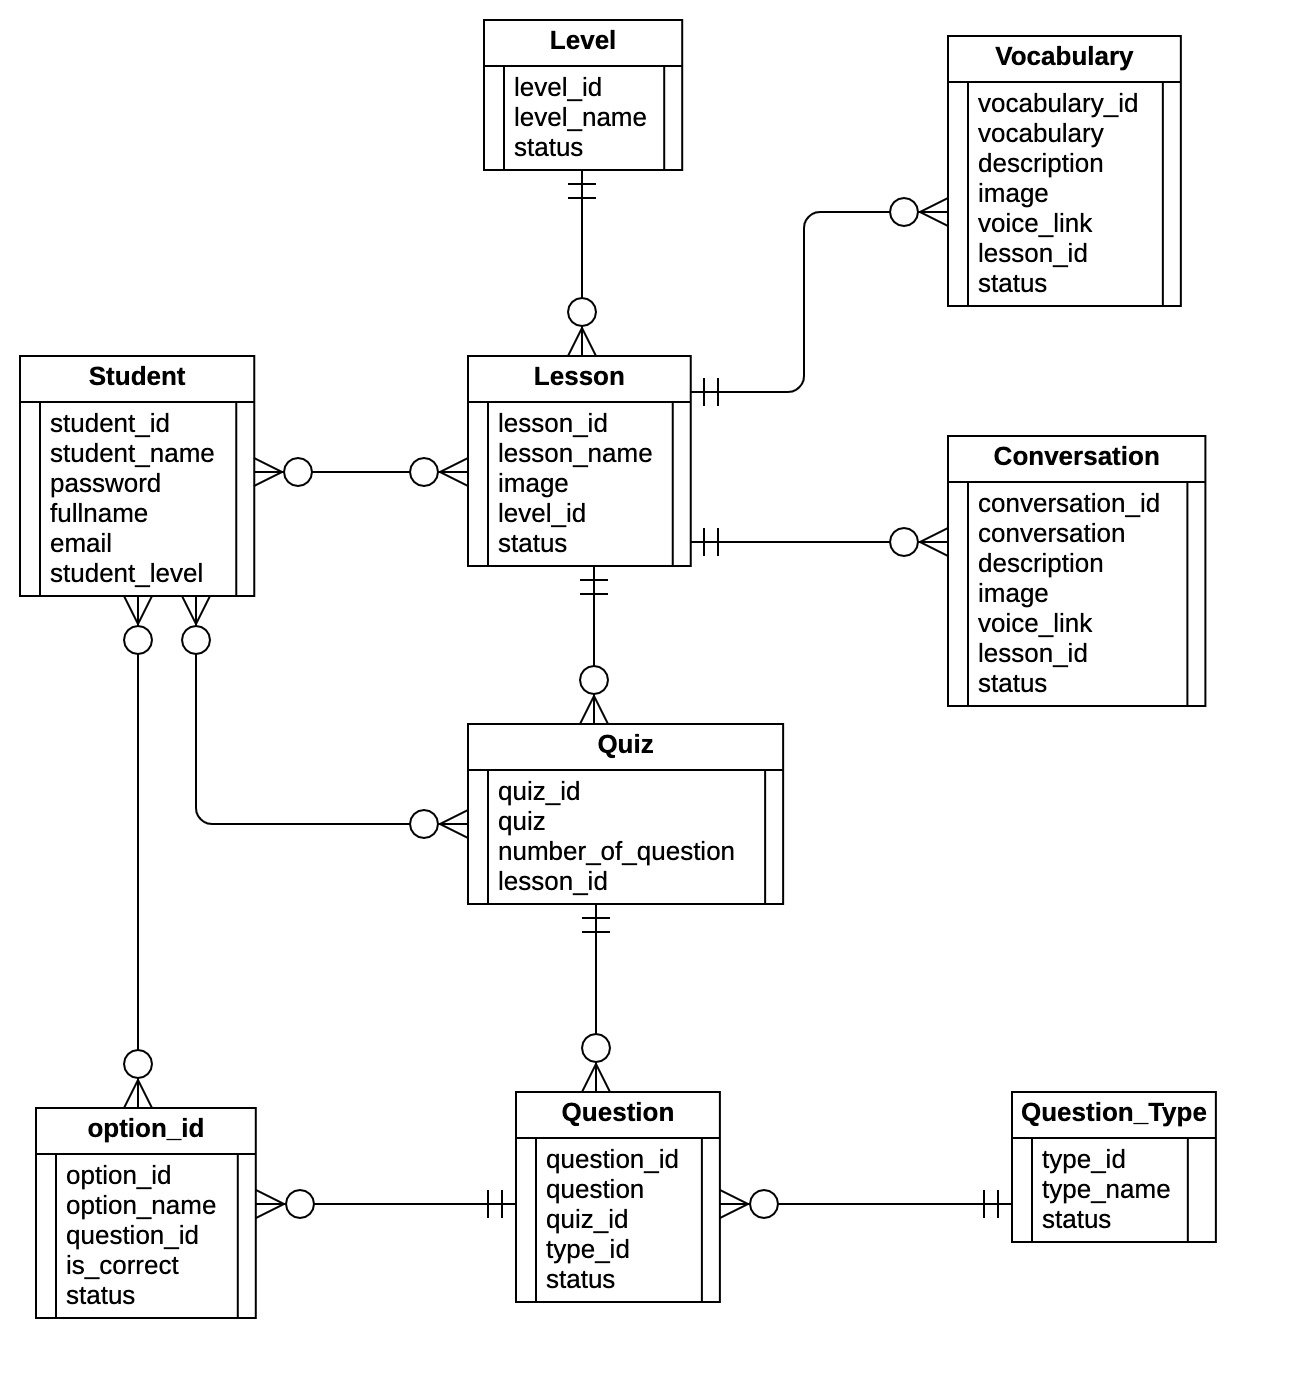 Level
level_id
level_name
status
Vocabulary
vocabulary_id
vocabulary
description
image
voice_link
lesson_id
status
Student
student_id
student_name
password
fullname
email
student_level
Lesson
lesson_id
lesson_name
image
level_id
status
Conversation
conversation_id
conversation
description
image
voice_link
lesson_id
status
Quiz
quiz_id
quiz
number_of_question
lesson_id
option_id
option_id
option_name
question_id
is_correct
status
Question
question_id
question
quiz_id
type_id
status
Question_Type
type_id
type_name
status